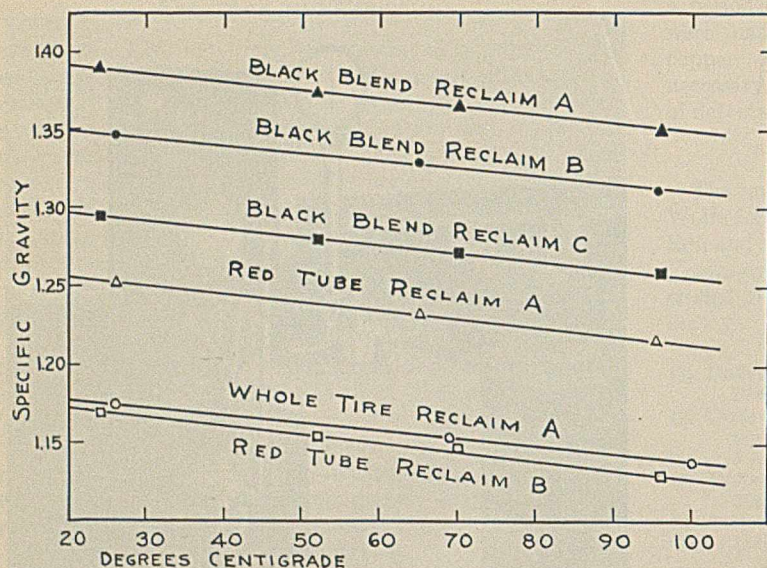 1.40
BLACK BLEND RECLAIM A
1.35
BLACK BLEND RECLAIM B
1.30
BLACK BLEND RECLAIM C
1.25
RED TUBE RECLAIM A
1.20
WHOLE TIRE RECLAIM A
1.15
RED TUBE RECLAIM B
SPECIFIC GRAVITY
20 30 40 50 60 70 80 90 100
DEGREES CENTIGRADE